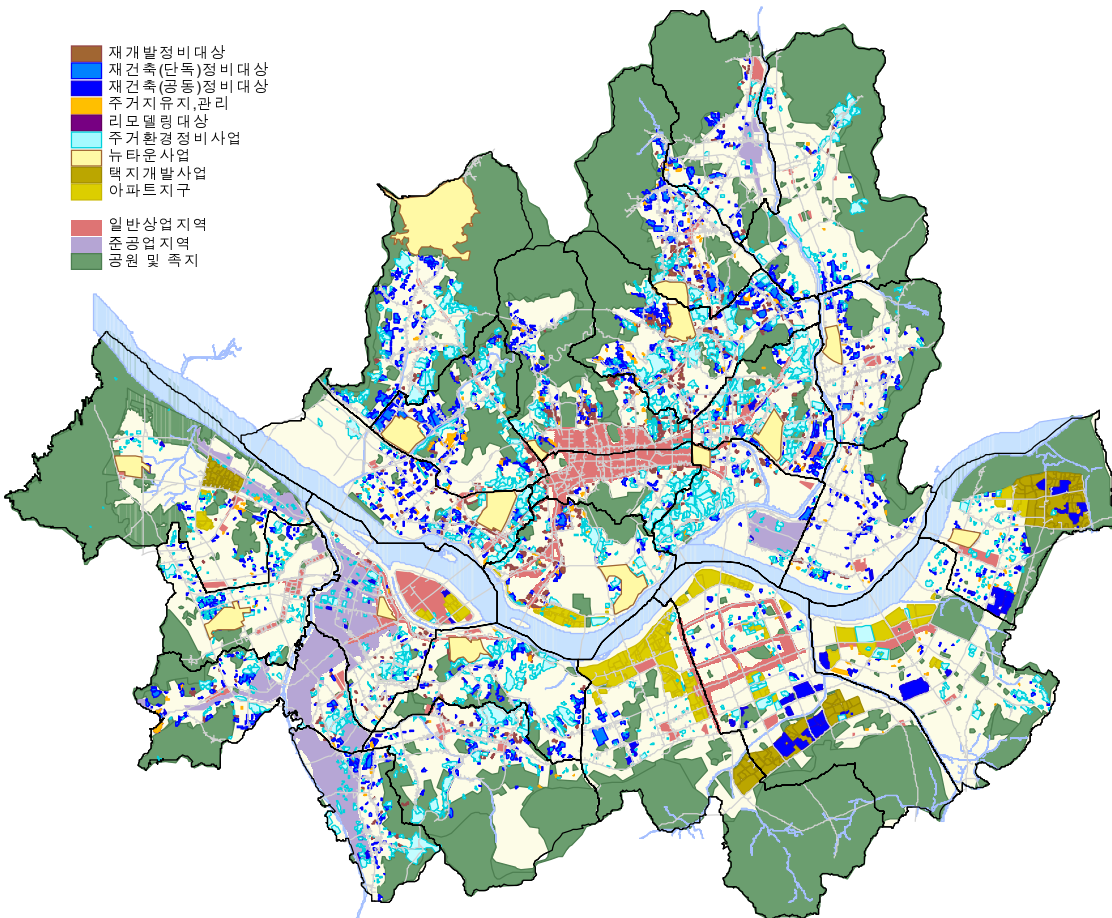 재개발정비대상
재건축(단독)정비대상
재건축(공동)정비대상
주거지유지,관리
리모델링대상
주거환경정비사업
뉴타운사업
택지개발사업
아파트지구
일반상업지역
준공업지역
공원 및 족지